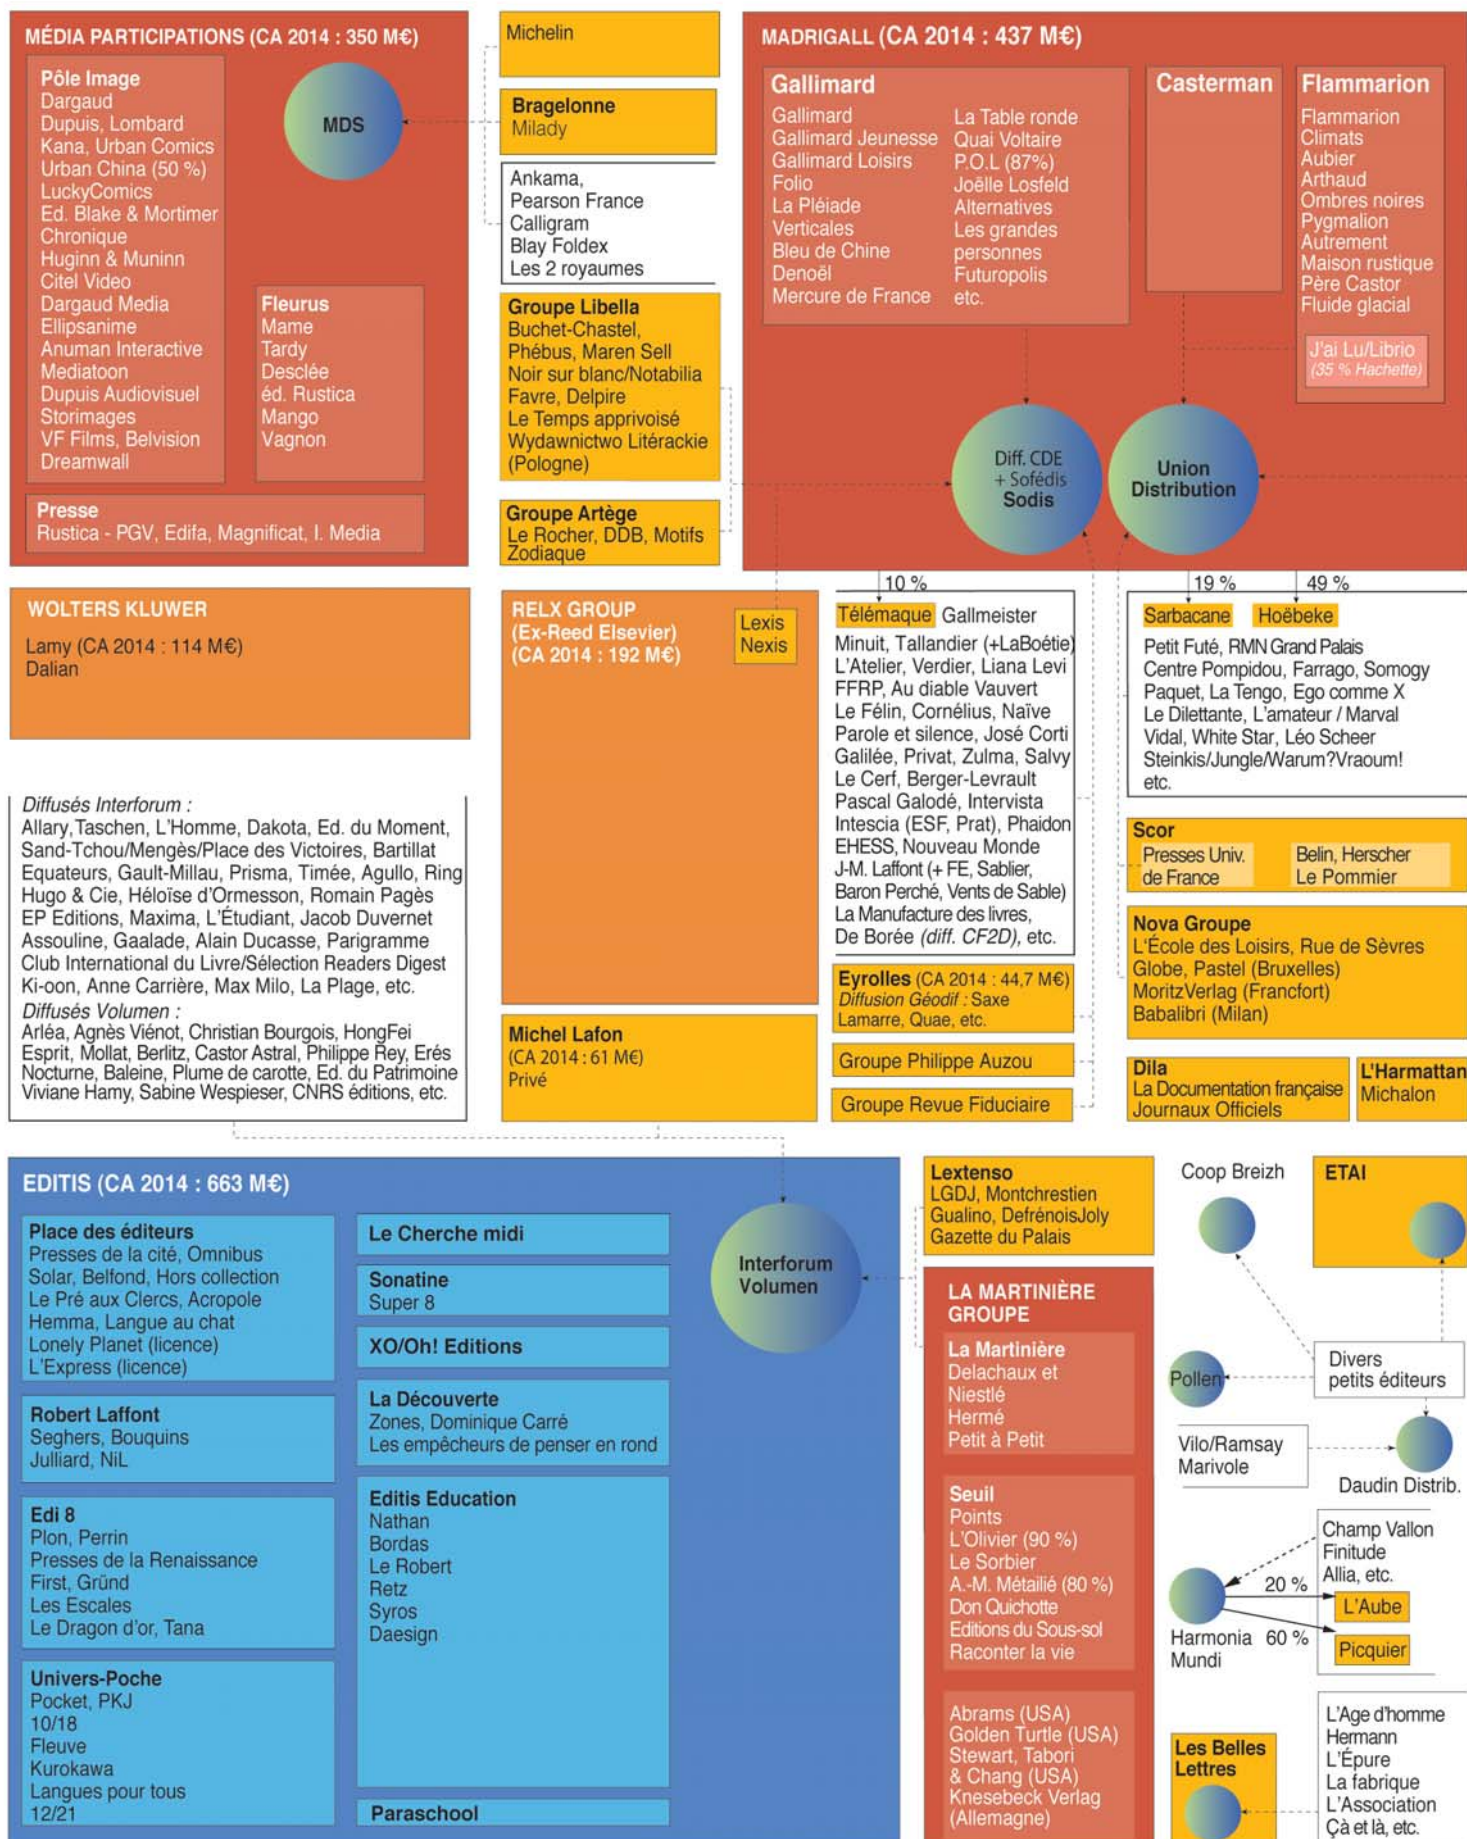 MÉDIA PARTICIPATIONS (CA 2014 : 350 M€)
Pôle Image
Dargaud
Dupuis, Lombard
Kana, Urban Comics
Urban China (50 %)
LuckyComics
Ed. Blake & Mortimer
Chronique
Huginn & Muninn
Citel Video
Dargaud Media
Ellipsanime
Anuman Interactive
Mediatoon
Dupuis Audiovisuel
Storimages
VF Films, Belvision
Dreamwall
MDS
Fleurus
Mame
Tardy
Desclée
éd. Rustica
Mango
Vagnon
Presse
Rustica - PGV, Edifa, Magnificat, I. Media
Michelin
Bragelonne
Milady
Ankama,
Pearson France
Calligram
Blay Foldex
Les 2 royaumes
Groupe Libella
Buchet-Chastel,
Phébus, Maren Sell
Noir sur blanc/Notabilia
Favre, Delpire
Le Temps apprivoisé
Wydawnictwo Litérackie
(Pologne)
Groupe Artège
Le Rocher, DDB, Motifs
Zodiaque
MADRIGALL (CA 2014 : 437 M€)
Gallimard
Gallimard
Gallimard Jeunesse
Gallimard Loisirs
Folio
La Pléiade
Verticales
Bleu de Chine
Denoël
Mercure de France
La Table ronde
Quai Voltaire
P.O.L (87%)
Joëlle Losfeld
Alternatives
Les grandes
personnes
Futuropolis
etc.
Casterman
Flammarion
Flammarion
Climats
Aubier
Arthaud
Ombres noires
Pygmalion
Autrement
Maison rustique
Père Castor
Fluide glacial
J'ai Lu/Librio
(35 % Hachette)
Diff. CDE
+ Sofédis
Sodis
Union
Distribution
WOLTERS KLUWER
Lamy (CA 2014 : 114 M€)
Dalian
RELX GROUP
(Ex-Reed Elsevier)
(CA 2014 : 192 M€)
Lexis
Nexis
10 %
Télémaque Gallmeister
Minuit, Tallandier (+LaBoétie)
L'Atelier, Verdier, Liana Levi
FFRP, Au diable Vauvert
Le Félin, Cornélius, Naïve
Parole et silence, José Corti
Galilée, Privat, Zulma, Salvy
Le Cerf, Berger-Levrault
Pascal Galodé, Intervista
Intescia (ESF, Prat), Phaidon
EHESS, Nouveau Monde
J-M. Laffont (+ FE, Sablier,
Baron Perché, Vents de Sable)
La Manufacture des livres,
De Borée (diff. CF2D), etc.
19 %
49 %
Sarbacane Hoëbeke
Petit Futé, RMN Grand Palais
Centre Pompidou, Farrago, Somogy
Paquet, La Tengo, Ego comme X
Le Dilettante, L'amateur / Marval
Vidal, White Star, Léo Scheer
Steinkis/Jungle/Warum?Vraoum!
etc.
Diffusés Interforum :
Allary,Taschen, L'Homme, Dakota, Ed. du Moment,
Sand-Tchou/Mengès/Place des Victoires, Bartillat
Equateurs, Gault-Millau, Prisma, Timée, Agullo, Ring
Hugo & Cie, Héloïse d'Ormesson, Romain Pagès
EP Editions, Maxima, L'Étudiant, Jacob Duvernet
Assouline, Gaalade, Alain Ducasse, Parigramme
Club International du Livre/Sélection Readers Digest
Ki-oon, Anne Carrière, Max Milo, La Plage, etc.
Diffusés Volumen :
Arléa, Agnès Viénot, Christian Bourgois, HongFei
Esprit, Mollat, Berlitz, Castor Astral, Philippe Rey, Erés
Nocturne, Baleine, Plume de carotte, Ed. du Patrimoine
Viviane Hamy, Sabine Wespieser, CNRS éditions, etc.
Michel Lafon
(CA 2014 : 61 M€)
Privé
Eyrolles (CA 2014 : 44,7 M€)
Diffusion Géodif : Saxe
Lamarre, Quae, etc.
Groupe Philippe Auzou
Groupe Revue Fiduciaire
Scor
Presses Univ.
de France
Belin, Herscher
Le Pommier
Nova Groupe
L'École des Loisirs, Rue de Sèvres
Globe, Pastel (Bruxelles)
MoritzVerlag (Francfort)
Babalibri (Milan)
Dila
La Documentation française
Journaux Officiels
L'Harmattan
Michalon
EDITIS (CA 2014 : 663 M€)
Place des éditeurs
Presses de la cité, Omnibus
Solar, Belfond, Hors collection
Le Pré aux Clercs, Acropole
Hemma, Langue au chat
Lonely Planet (licence)
L'Express (licence)
Robert Laffont
Seghers, Bouquins
Julliard, NiL
Edi 8
Plon, Perrin
Presses de la Renaissance
First, Gründ
Les Escales
Le Dragon d'or, Tana
Univers-Poche
Pocket, PKJ
10/18
Fleuve
Kurokawa
Langues pour tous
12/21
Le Cherche midi
Sonatine
Super 8
XO/Oh! Editions
La Découverte
Zones, Dominique Carré
Les empêcheurs de penser en rond
Editis Education
Nathan
Bordas
Le Robert
Retz
Syros
Daesign
Paraschool
Interforum
Volumen
Lextenso
LGDJ, Montchrestien
Gualino, DefrénoisJoly
Gazette du Palais
LA MARTINIÈRE
GROUPE
La Martinière
Delachaux et
Niestlé
Hermé
Petit à Petit
Seuil
Points
L'Olivier (90 %)
Le Sorbier
A.-M. Métailié (80 %)
Don Quichotte
Editions du Sous-sol
Raconter la vie
Abrams (USA)
Golden Turtle (USA)
Stewart, Tabori
& Chang (USA)
Knesebeck Verlag
(Allemagne)
Coop Breizh
ETAI
Pollen
Divers
petits éditeurs
Vilo/Ramsay
Marivole
Daudin Distrib.
Champ Vallon
Finitude
Allia, etc.
20 %
L'Aube
Harmonia
Mundi
60 %
Picquier
Les Belles
Lettres
L'Age d'homme
Hermann
L'Épure
La fabrique
L'Association
Çà et là, etc.